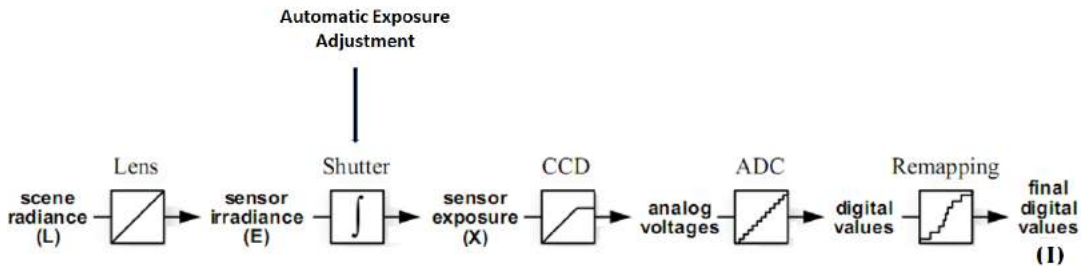 Automatic Exposure
Adjustment
Lens
Shutter
CCD
ADC
Remapping
scene
radiance
(L)
sensor
irradiance
(E)
∫
sensor
exposure
(X)
analog
voltages
digital
values
final
digital
values
(I)